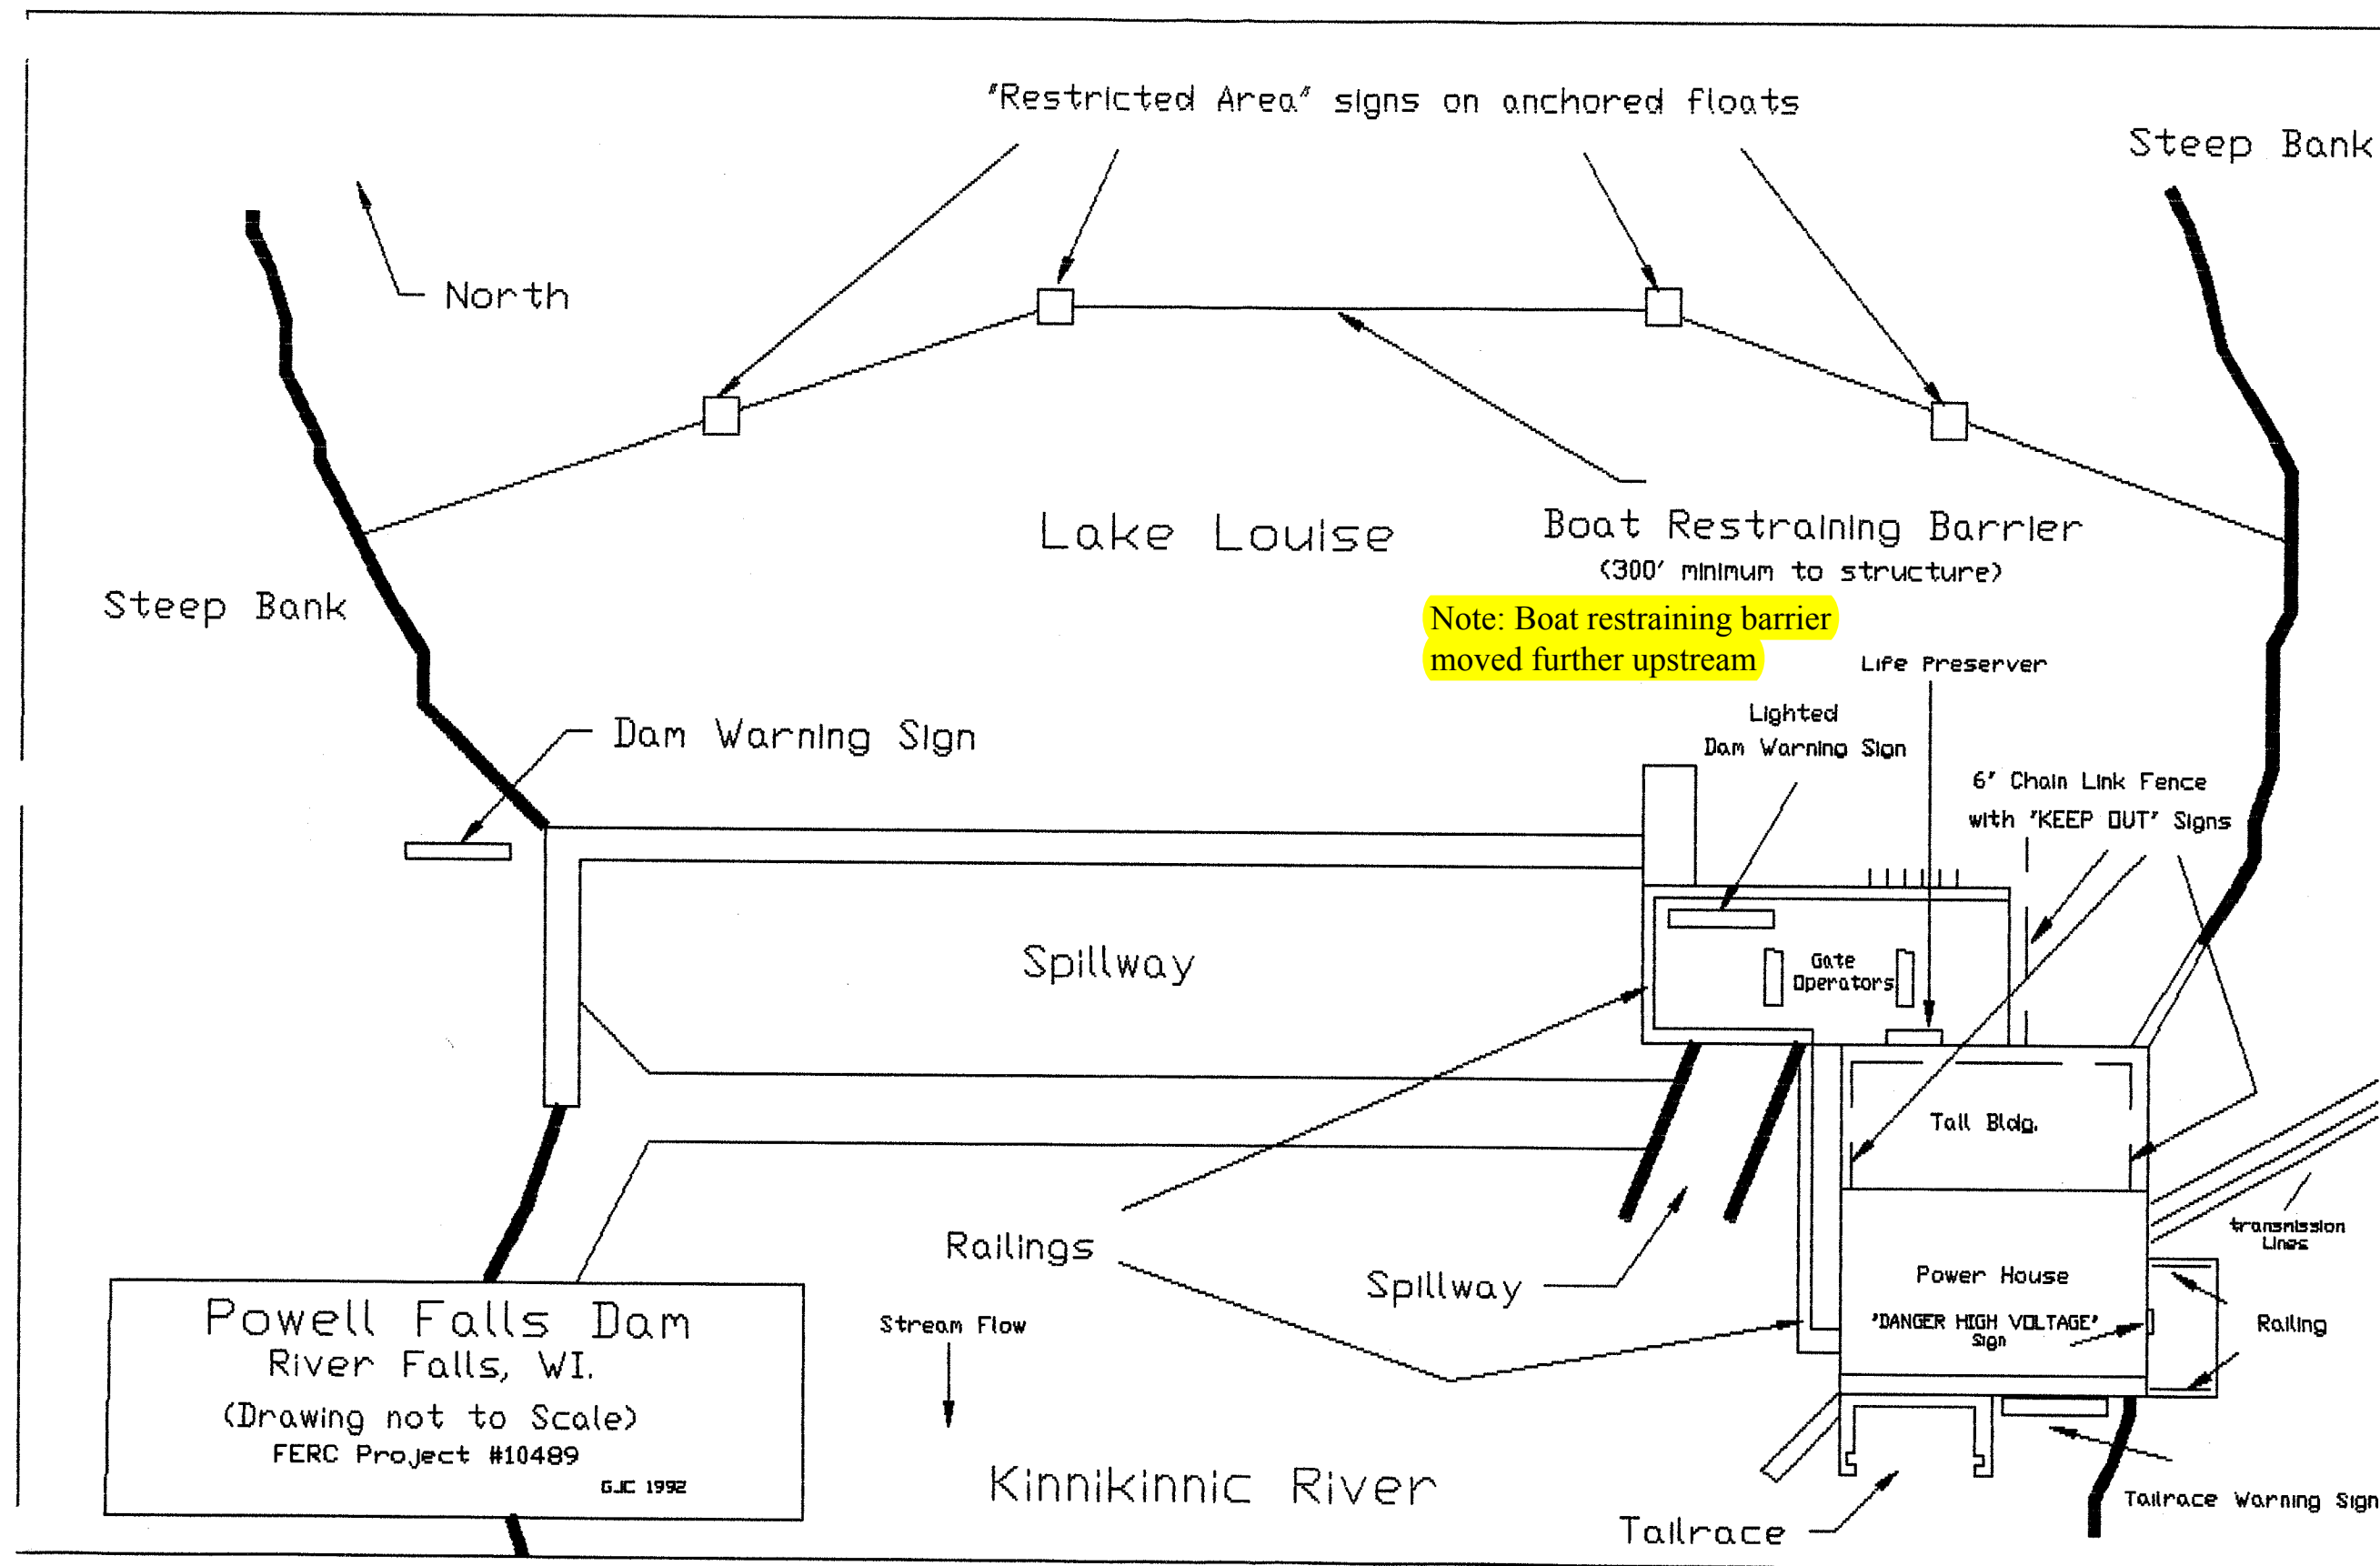 "Restricted Area" signs on anchored floats
Steep Bank
North
Lake Louise
Boat Restraining Barrier
(300' minimum to structure)
Steep Bank
Note: Boat restraining barrier
moved further upstream
Life Preserver
Dam Warning Sign
Lighted
Dam Warning Sign
6' Chain Link Fence
with 'KEEP OUT' Signs
Spillway
Gate
Operators
Tall Bldg.
transmission
Lines
Railings
Spillway
Power House
'DANGER HIGH VOLTAGE'
Sign
Railing
Stream Flow
Powell Falls Dam
River Falls, WI.
(Drawing not to Scale)
FERC Project #10489
GJC 1992
Kinnikinnic River
Tailrace
Tailrace Warning Sign